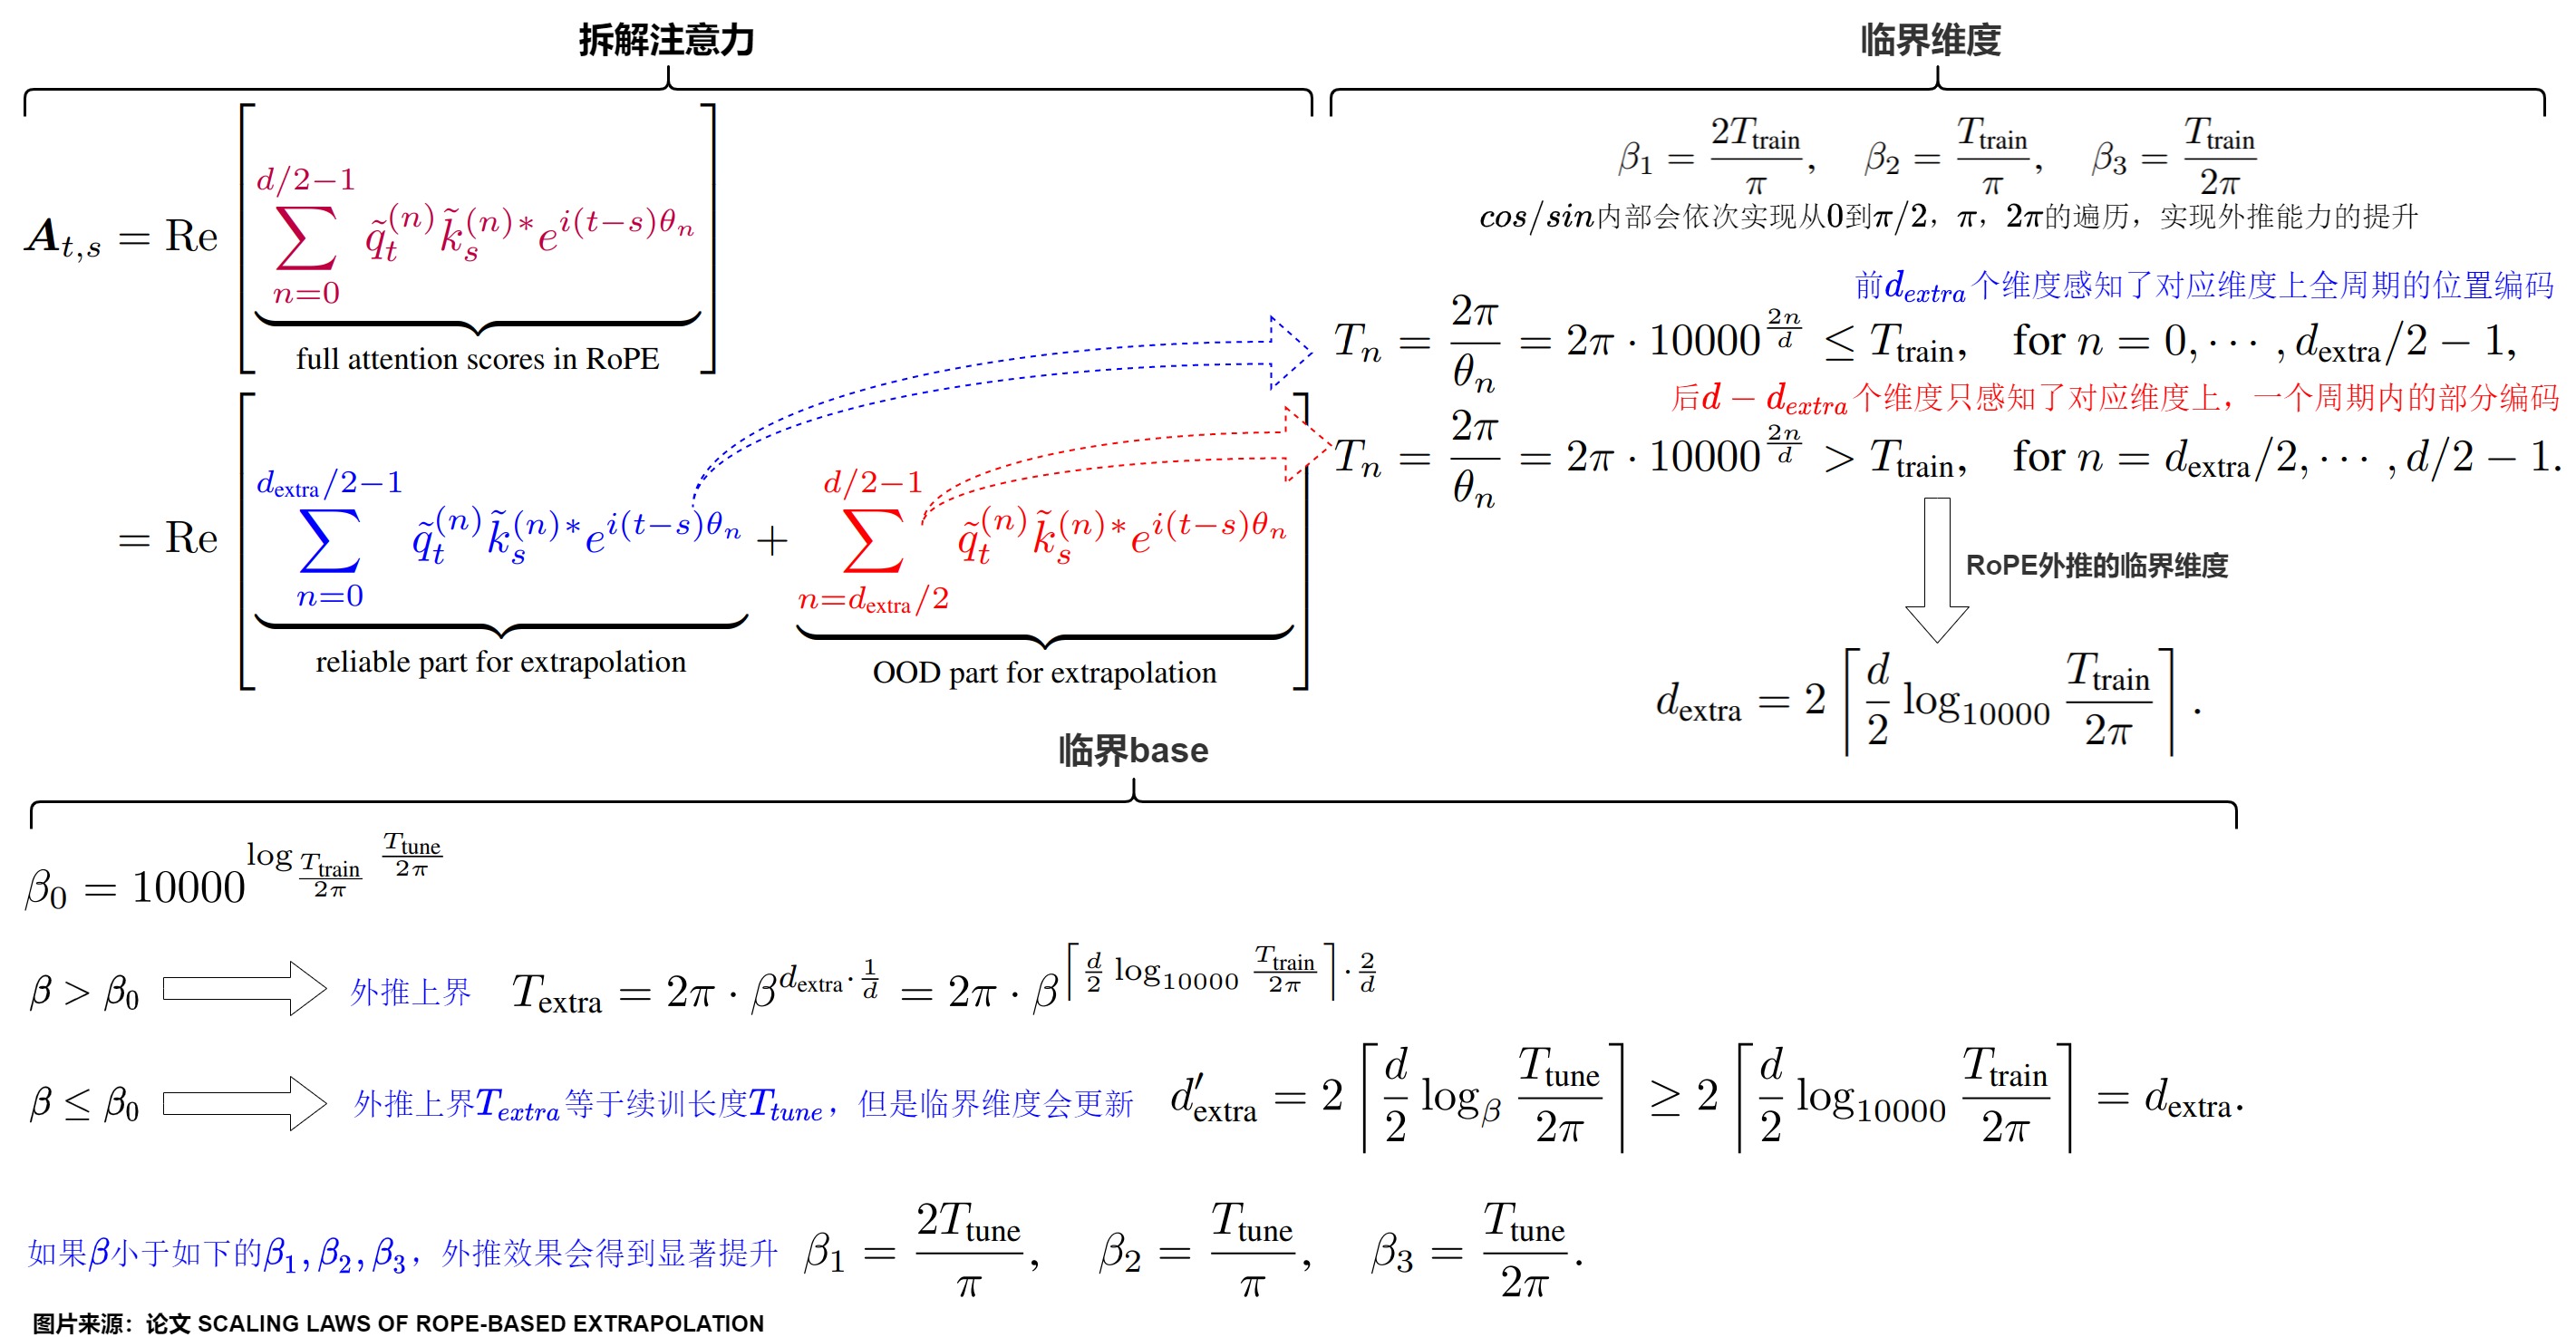 拆解注意力
$\boldsymbol{A}_{t,s} = \mathrm{Re}\left[\underbrace{\sum_{n=0}^{d/2-1} \tilde{q}_t^{(n)} \tilde{k}_s^{(n)*} e^{i(t-s)\theta_n}}_{\text{full attention scores in RoPE}}\right]$
$= \mathrm{Re}\left[\underbrace{\sum_{n=0}^{d_{\text{extra}}/2-1} \tilde{q}_t^{(n)} \tilde{k}_s^{(n)*} e^{i(t-s)\theta_n}}_{\text{reliable part for extrapolation}} + \underbrace{\sum_{n=d_{\text{extra}}/2}^{d/2-1} \tilde{q}_t^{(n)} \tilde{k}_s^{(n)*} e^{i(t-s)\theta_n}}_{\text{OOD part for extrapolation}}\right]$
临界维度
$\beta_1 = \frac{2T_{\text{train}}}{\pi}, \quad \beta_2 = \frac{T_{\text{train}}}{\pi}, \quad \beta_3 = \frac{T_{\text{train}}}{2\pi}$
cos/sin内部会依次实现从0到π/2，π，2π的遍历，实现外推能力的提升
前$d_{extra}$个维度感知了对应维度上全周期的位置编码
$T_n = \frac{2\pi}{\theta_n} = 2\pi \cdot 10000^{\frac{2n}{d}} \leq T_{\text{train}}, \quad \text{for } n = 0, \cdots, d_{\text{extra}}/2 - 1,$
后$d - d_{extra}$个维度只感知了对应维度上，一个周期内的部分编码
$T_n = \frac{2\pi}{\theta_n} = 2\pi \cdot 10000^{\frac{2n}{d}} > T_{\text{train}}, \quad \text{for } n = d_{\text{extra}}/2, \cdots, d/2 - 1.$
RoPE外推的临界维度
$d_{\text{extra}} = 2\left\lceil \frac{d}{2} \log_{10000} \frac{T_{\text{train}}}{2\pi} \right\rceil.$
临界base
$\beta_0 = 10000^{\log_{\frac{T_{\text{train}}}{2\pi}} \frac{T_{\text{tune}}}{2\pi}}$
$\beta > \beta_0$ 外推上界 $T_{\text{extra}} = 2\pi \cdot \beta^{d_{\text{extra}} \cdot \frac{1}{d}} = 2\pi \cdot \beta^{\left\lceil \frac{d}{2} \log_{10000} \frac{T_{\text{train}}}{2\pi} \right\rceil \cdot \frac{2}{d}}$
$\beta \leq \beta_0$ 外推上界$T_{extra}$等于续训长度$T_{tune}$，但是临界维度会更新 $d'_{\text{extra}} = 2\left\lceil \frac{d}{2} \log_{\beta} \frac{T_{\text{tune}}}{2\pi} \right\rceil \geq 2\left\lceil \frac{d}{2} \log_{10000} \frac{T_{\text{train}}}{2\pi} \right\rceil = d_{\text{extra}}.$
如果$\beta$小于如下的$\beta_1, \beta_2, \beta_3$，外推效果会得到显著提升 $\beta_1 = \frac{2T_{\text{tune}}}{\pi}, \quad \beta_2 = \frac{T_{\text{tune}}}{\pi}, \quad \beta_3 = \frac{T_{\text{tune}}}{2\pi}.$
图片来源：论文 SCALING LAWS OF ROPE-BASED EXTRAPOLATION